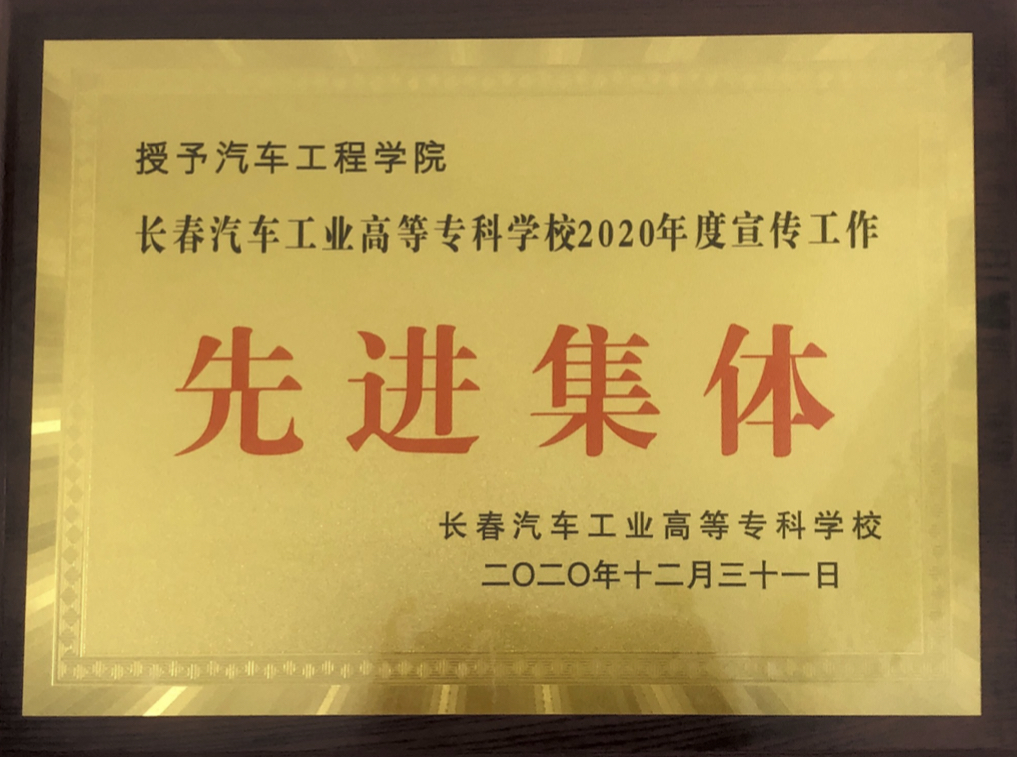 授予汽车工程学院
长春汽车工业高等专科学校2020年度宣传工作
先进集体
长春汽车工业高等专科学校
二〇二〇年十二月三十一日